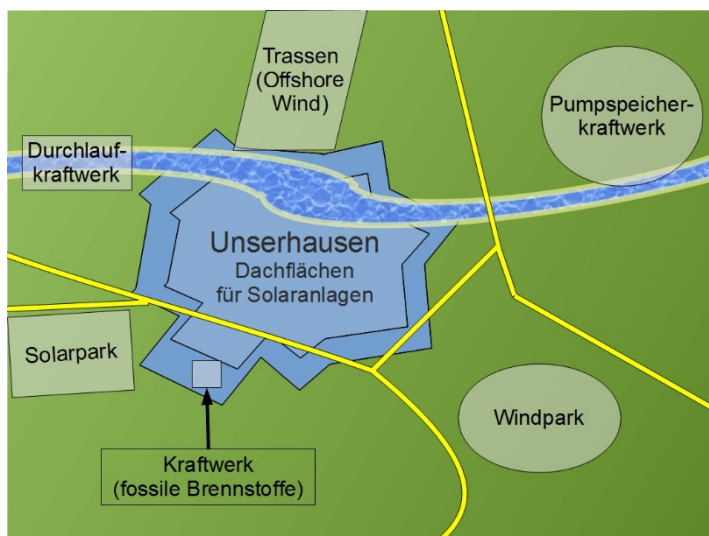 Trassen
(Offshore
Wind)
Pumpspeicher-
kraftwerk
Durchlauf-
kraftwerk
Unserhausen
Dachflächen
für Solaranlagen
Solarpark
Windpark
Kraftwerk
(fossile Brennstoffe)